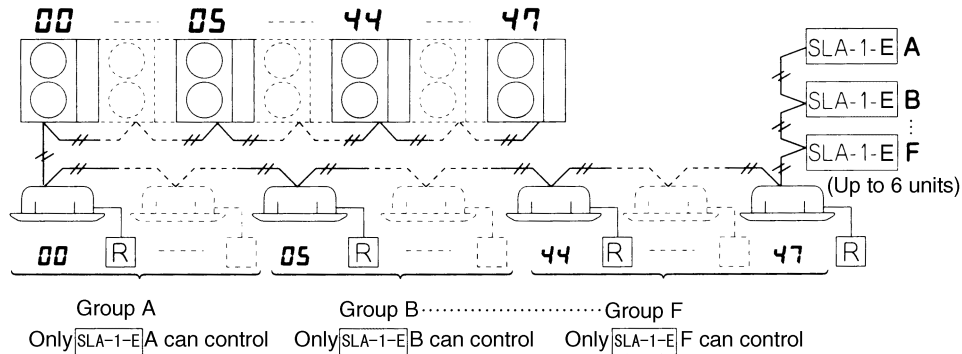 00 05 44 47
SLA-1-E A
SLA-1-E B
SLA-1-E F
(Up to 6 units)
R R R R
00 05 44 47
Group A Group B Group F
Only SLA-1-E A can control Only SLA-1-E B can control Only SLA-1-E F can control